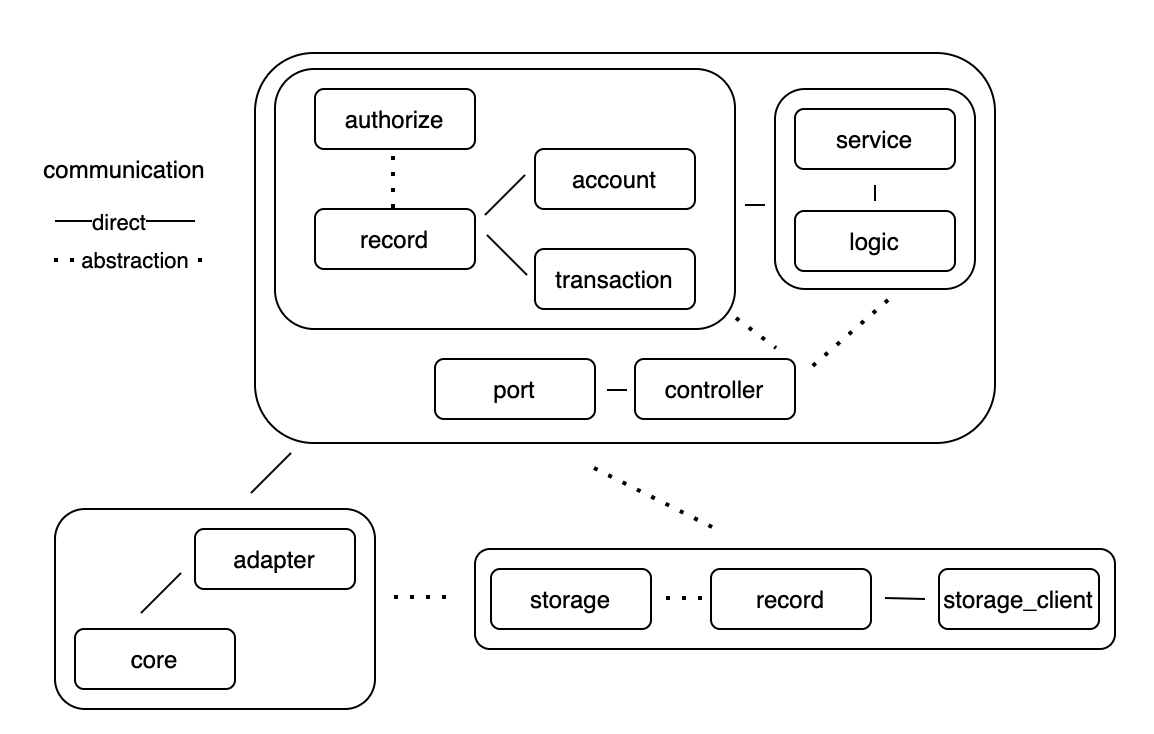 authorize
service
account
communication
direct
record
logic
abstraction
transaction
port
controller
adapter
storage
record
storage_client
core